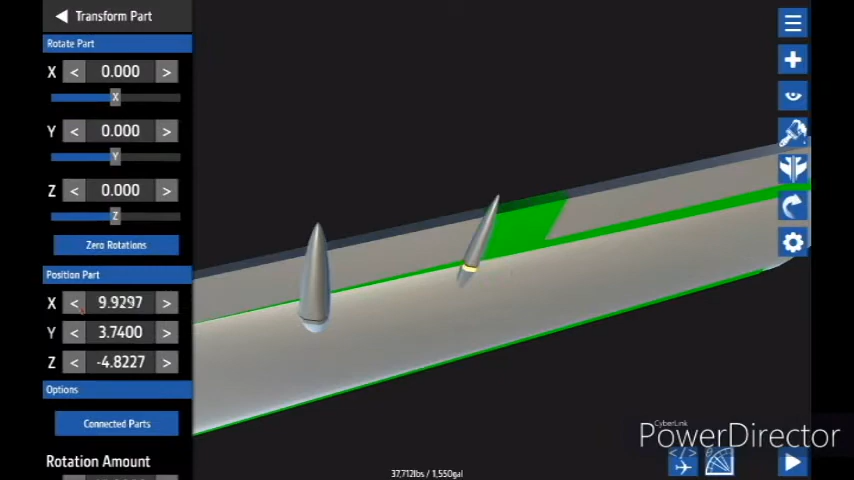 Transform Part
Rotate Part
X < 0.000 >
X
Y < 0.000 >
Y
Z < 0.000 >
Z
Zero Rotations
Position Part
X < 9.9297 >
Y < 3.7400 >
Z < -4.8227 >
Options
Connected Parts
Rotation Amount
37,712lbs / 1,550gal
CyberLink
PowerDirector